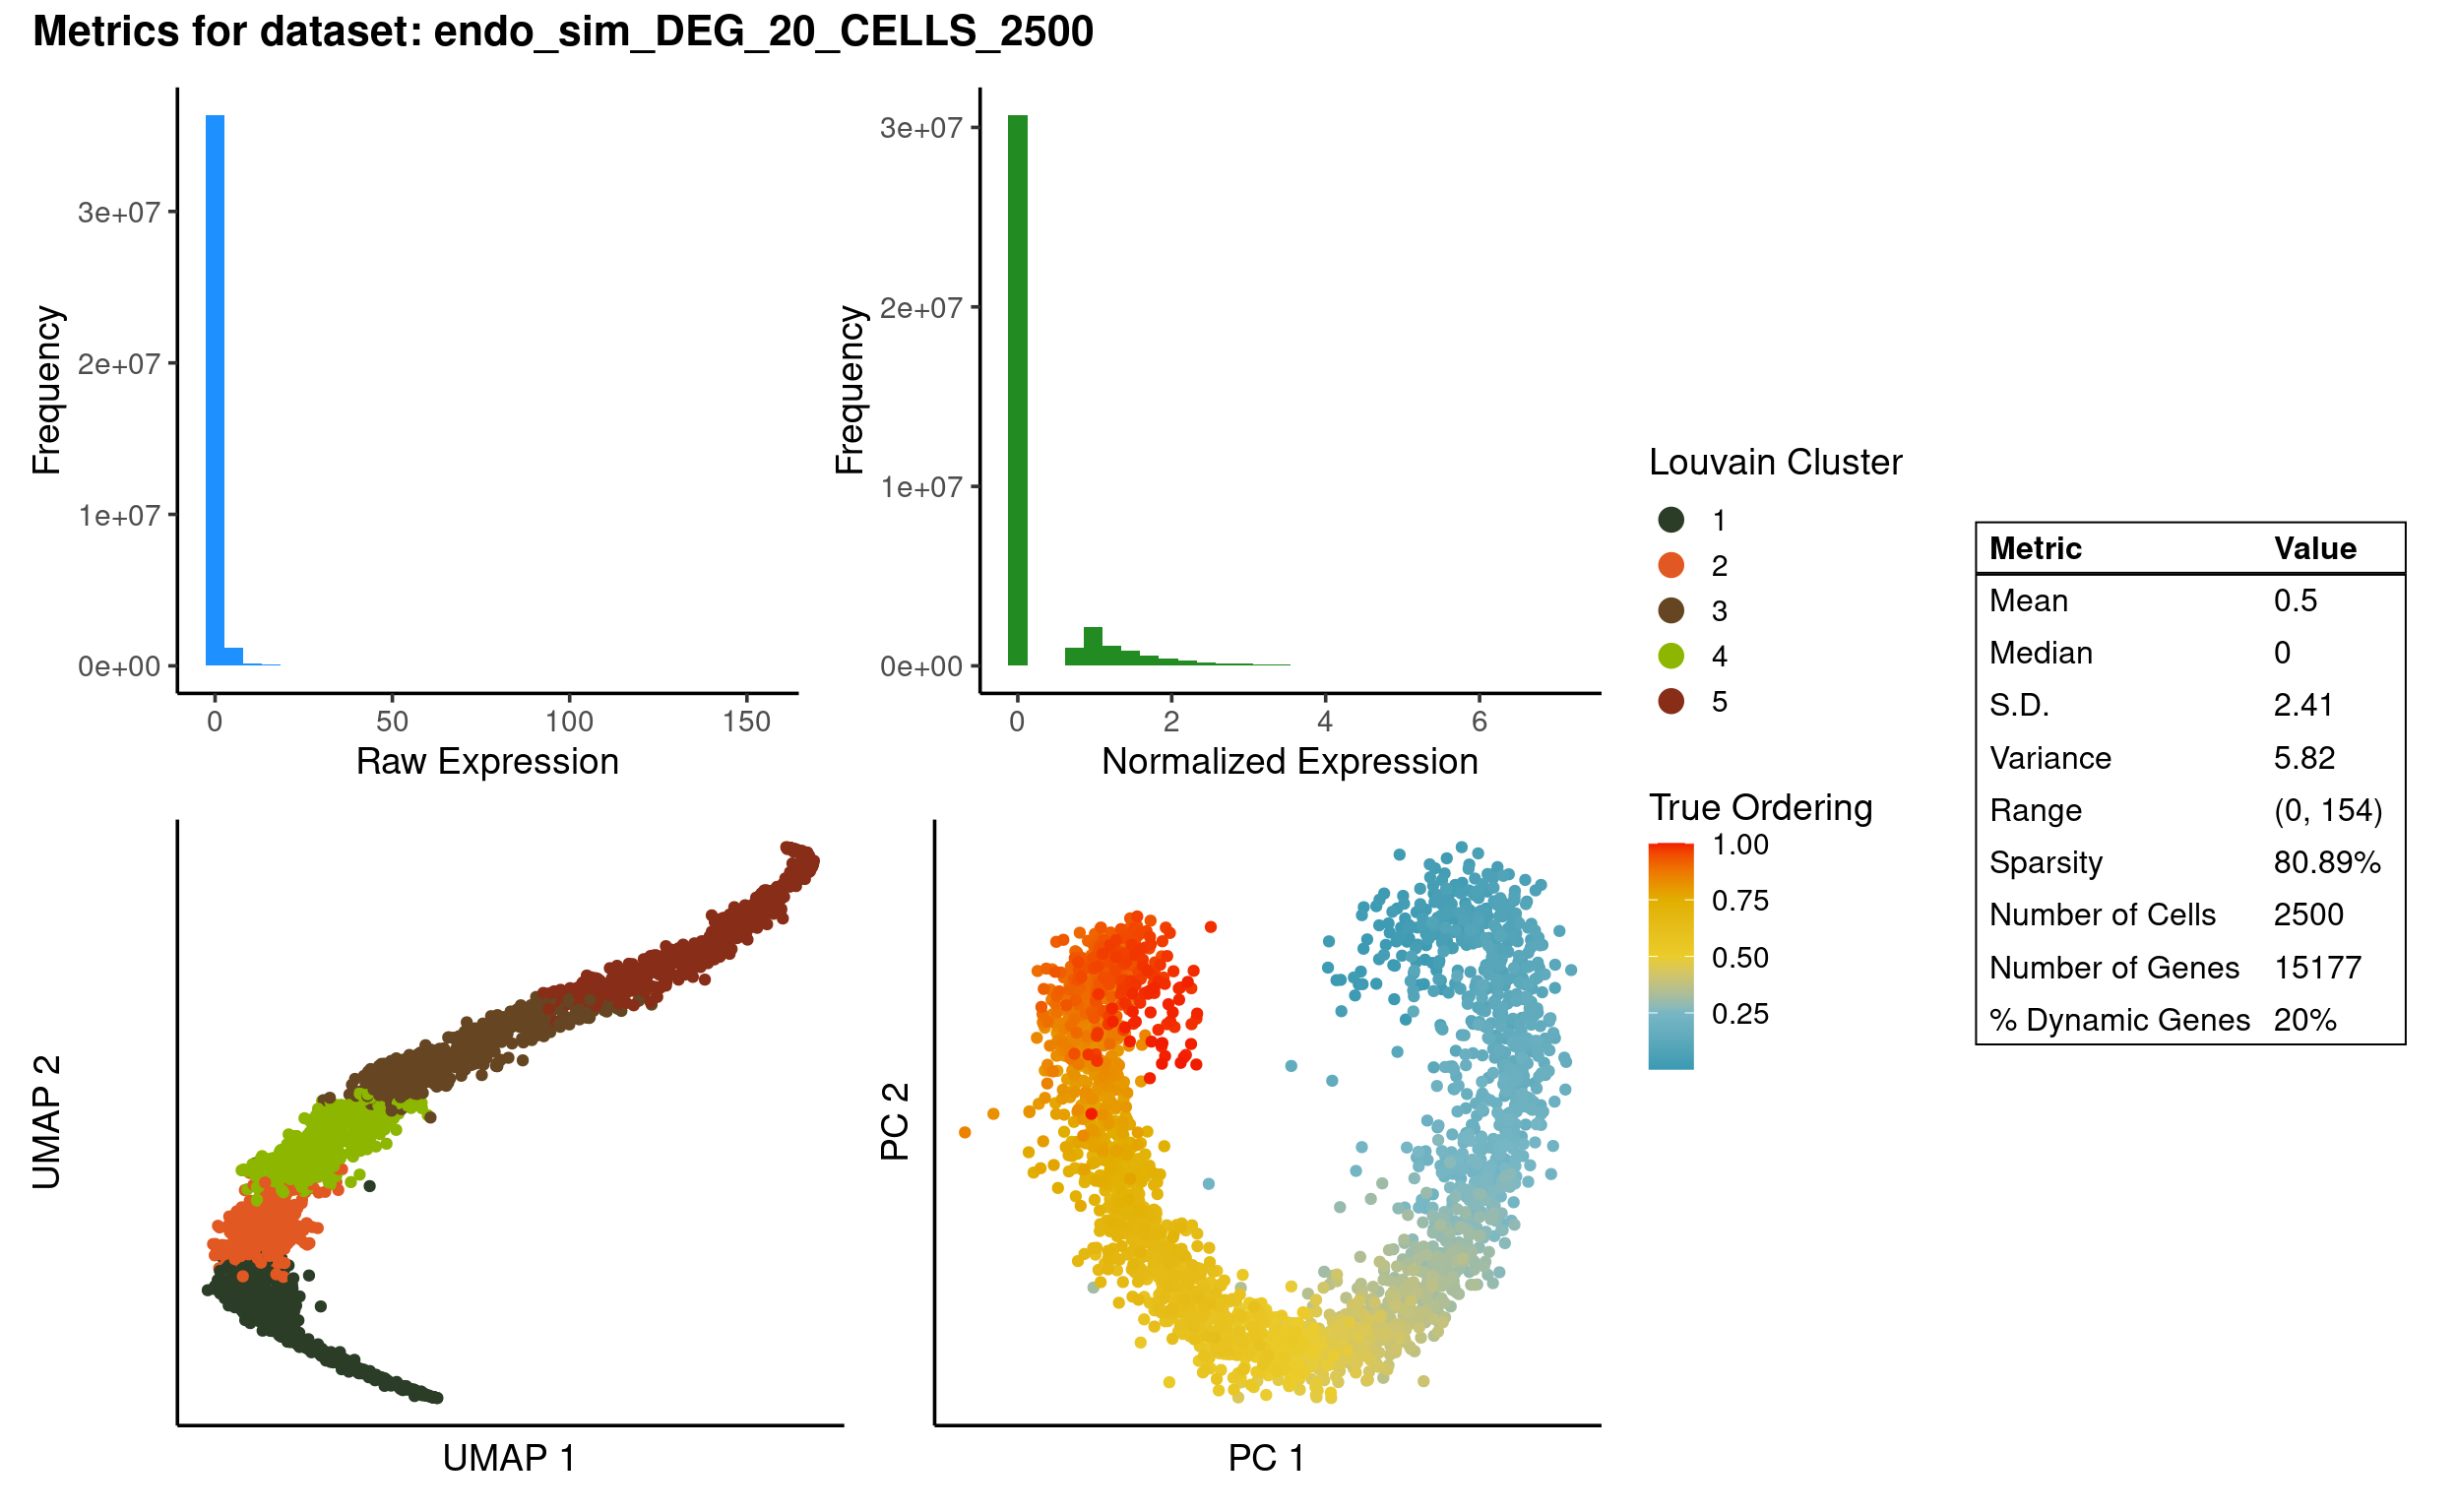 Metrics for dataset: endo_sim_DEG_20_CELLS_2500
Frequency
3e+07
2e+07
1e+07
0e+00
0 50 100 150
Raw Expression
Frequency
3e+07
2e+07
1e+07
0e+00
0 2 4 6
Normalized Expression
UMAP 2
UMAP 1
PC 2
PC 1
Louvain Cluster
1
2
3
4
5
True Ordering
1.00
0.75
0.50
0.25
Metric Value
Mean 0.5
Median 0
S.D. 2.41
Variance 5.82
Range (0, 154)
Sparsity 80.89%
Number of Cells 2500
Number of Genes 15177
% Dynamic Genes 20%